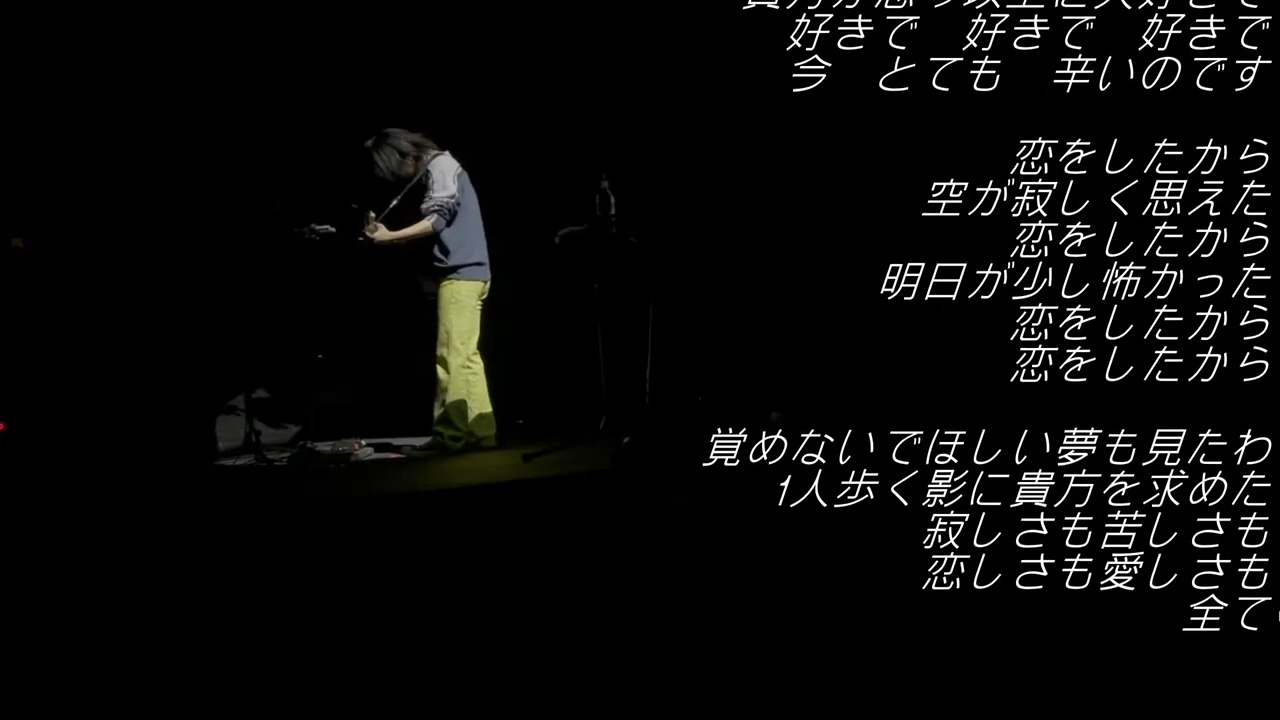 好きで　好きで　好きで
今　とても　辛いのです
恋をしたから
空が寂しく思えた
恋をしたから
明日が少し怖かった
恋をしたから
恋をしたから
覚めないでほしい夢も見たわ
1人歩く影に貴方を求めた
寂しさも苦しさも
恋しさも愛しさも
全て